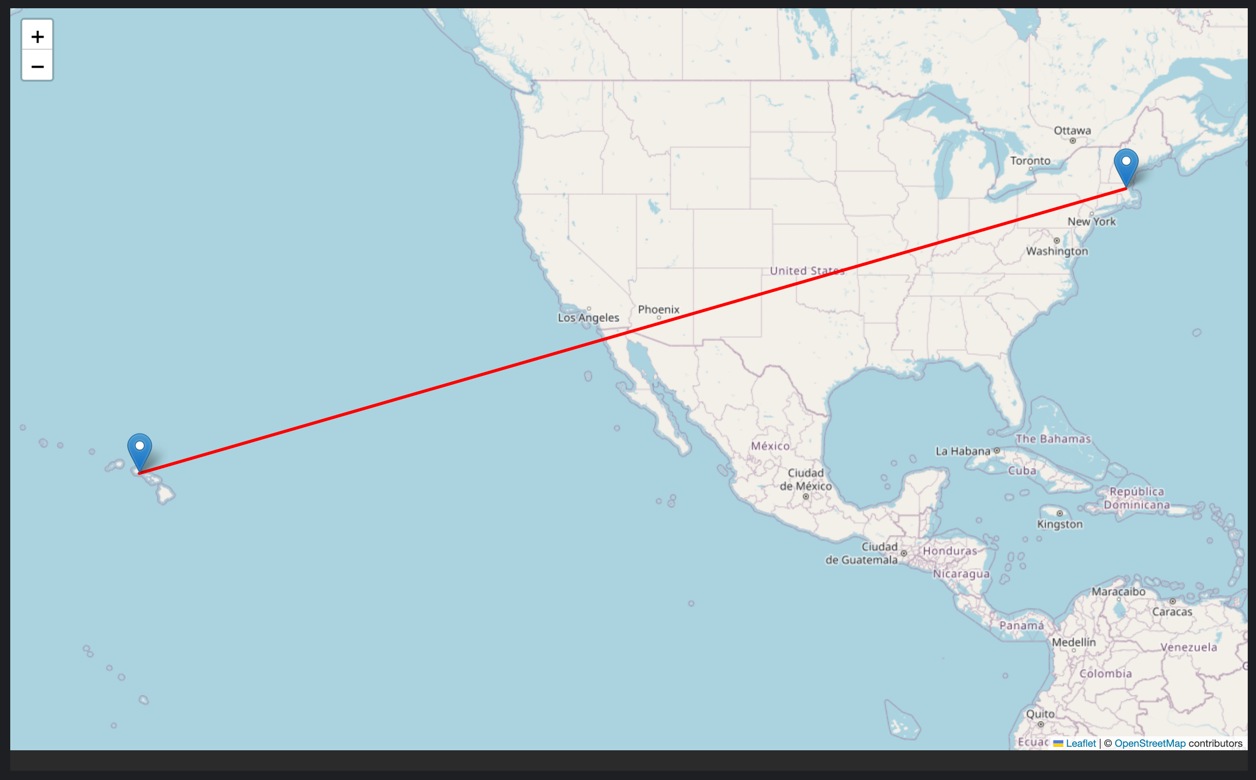 +
−
Ottawa
Toronto
New York
Washington
United States
Los Angeles
Phoenix
The Bahamas
La Habana
Cuba
México
Ciudad
de México
República
Dominicana
Kingston
Ciudad
de Guatemala
Honduras
Nicaragua
Maracaibo
Caracas
Panamá
Medellín
Venezuela
Colombia
Quito
Ecuac
Leaflet | © OpenStreetMap contributors